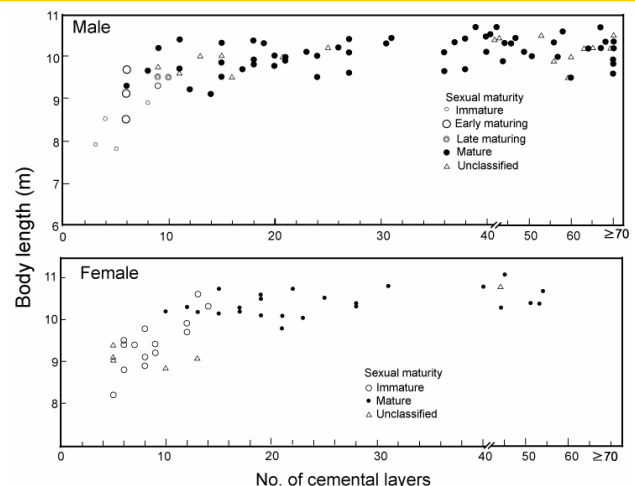 Male
11
10
9
8
7
6
Sexual maturity
Immature
Early maturing
Late maturing
Mature
Unclassified
0 10 20 30 40 50 60 ≥70
Body length (m)
Female
11
10
9
8
Sexual maturity
Immature
Mature
Unclassified
0 10 20 30 40 50 60 ≥70
No. of cemental layers